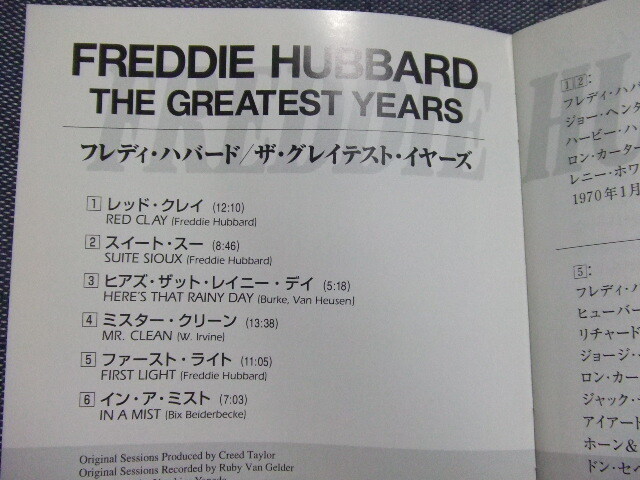 FREDDIE HUBBARD
THE GREATEST YEARS
フレディ・ハバード/ザ・グレイテスト・イヤーズ
1 レッド・クレイ (12:10)
RED CLAY (Freddie Hubbard)
2 スイート・スー (8:46)
SUITE SIOUX (Freddie Hubbard)
3 ヒアズ・ザット・レイニー・デイ (5:18)
HERE'S THAT RAINY DAY (Burke, Van Heusen)
4 ミスター・クリーン (13:38)
MR. CLEAN (W. Irvine)
5 ファースト・ライト (11:05)
FIRST LIGHT (Freddie Hubbard)
6 イン・ア・ミスト (7:03)
IN A MIST (Bix Beiderbecke)
Original Sessions Produced by Creed Taylor
Original Sessions Recorded by Ruby Van Gelder
1 2:
フレディ・ハバ
ジョー・ヘンダ
ハービー・ハ
ロン・カーター
レニー・ホワ
1970年1月
5:
フレディ・ハ
ヒューバー
リチャード
ジョージ・
ロン・カー
ジャック・
アイアート
ホーン&
ドン・セベ